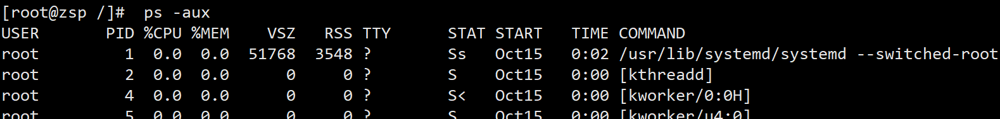 [root@zsp /]#  ps -aux
USER       PID %CPU %MEM    VSZ   RSS TTY      STAT START   TIME COMMAND
root         1  0.0  0.0  51768  3548 ?        Ss   Oct15   0:02 /usr/lib/systemd/systemd --switched-root
root         2  0.0  0.0      0     0 ?        S    Oct15   0:00 [kthreadd]
root         4  0.0  0.0      0     0 ?        S<   Oct15   0:00 [kworker/0:0H]
root         5  0.0  0.0      0     0 ?        S    Oct15   0:00 [kworker/u4:0]